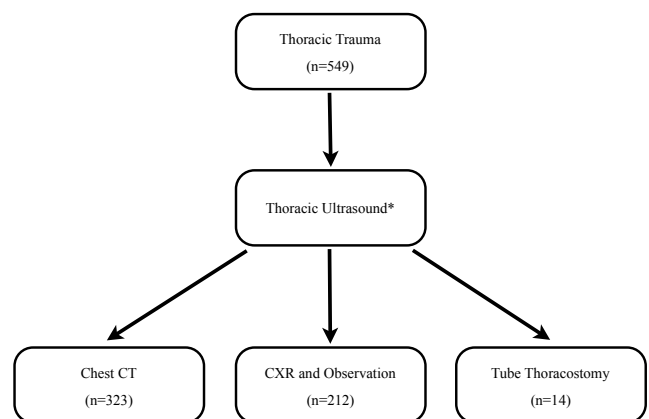 Thoracic Trauma
(n=549)
Thoracic Ultrasound*
Chest CT
(n=323)
CXR and Observation
(n=212)
Tube Thoracostomy
(n=14)